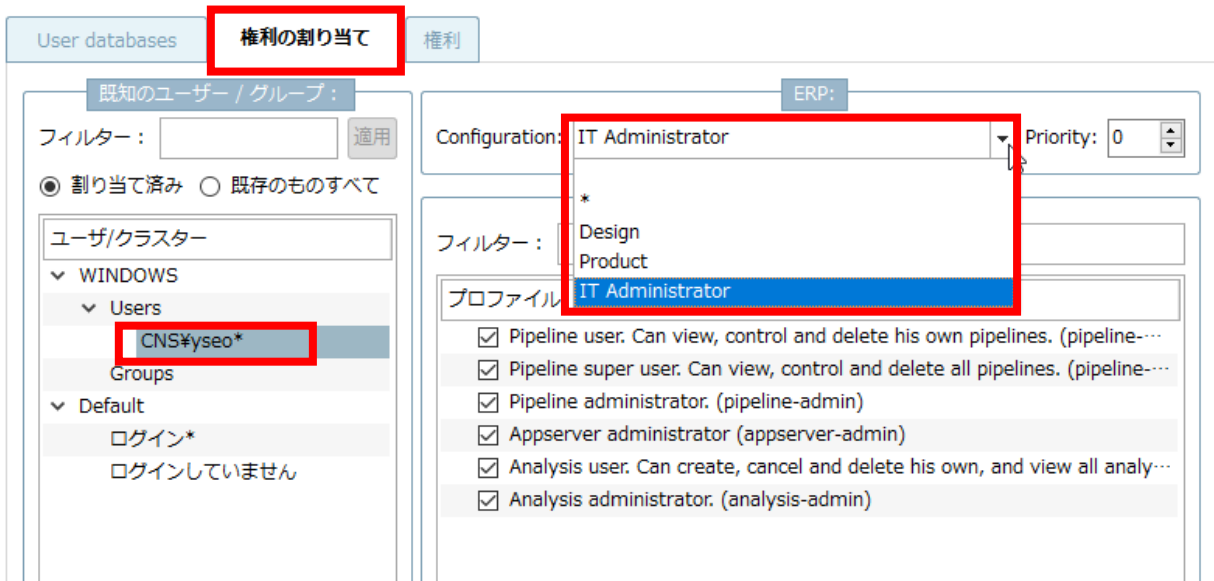 User databases
権利の割り当て
権利
既知のユーザー / グループ :
フィルター :
適用
割り当て済み
既存のものすべて
ユーザ/クラスター
WINDOWS
Users
CNS¥yseo*
Groups
Default
ログイン*
ログインしていません
ERP:
Configuration: IT Administrator
Priority: 0
*
Design
Product
IT Administrator
フィルター :
プロファイル
Pipeline user. Can view, control and delete his own pipelines. (pipeline-…
Pipeline super user. Can view, control and delete all pipelines. (pipeline-…
Pipeline administrator. (pipeline-admin)
Appserver administrator (appserver-admin)
Analysis user. Can create, cancel and delete his own, and view all analy…
Analysis administrator. (analysis-admin)